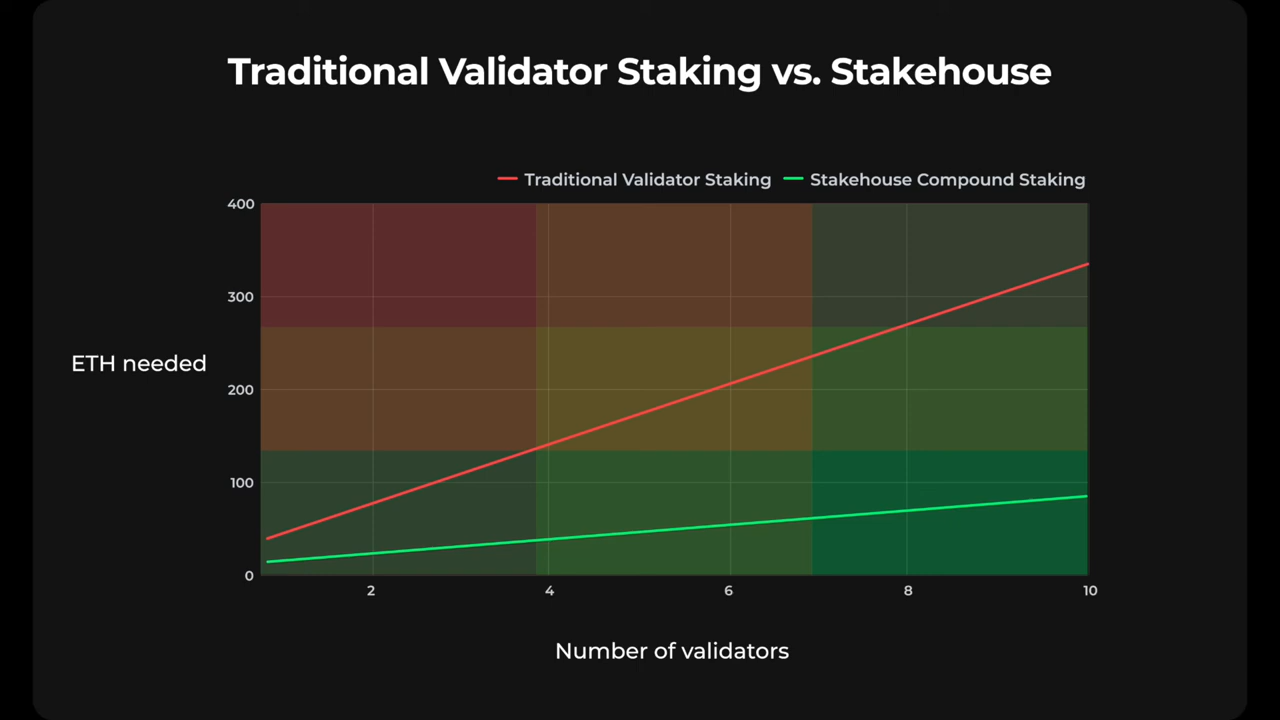 Traditional Validator Staking vs. Stakehouse
Traditional Validator Staking
Stakehouse Compound Staking
400
300
200
100
0
ETH needed
2
4
6
8
10
Number of validators